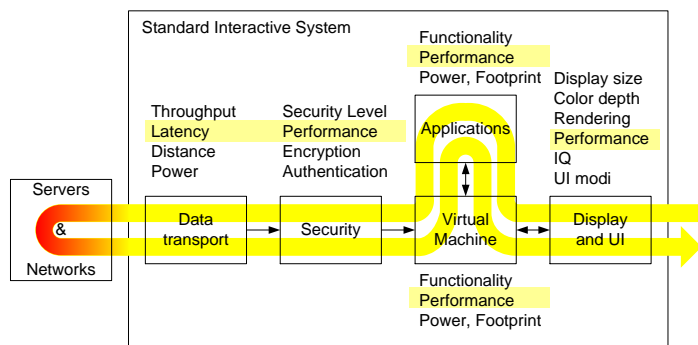 Standard Interactive System
Functionality
Performance
Power, Footprint
Throughput
Latency
Distance
Power
Security Level
Performance
Encryption
Authentication
Applications
Display size
Color depth
Rendering
Performance
IQ
UI modi
Servers
&
Networks
Data
transport
Security
Virtual
Machine
Display
and UI
Functionality
Performance
Power, Footprint